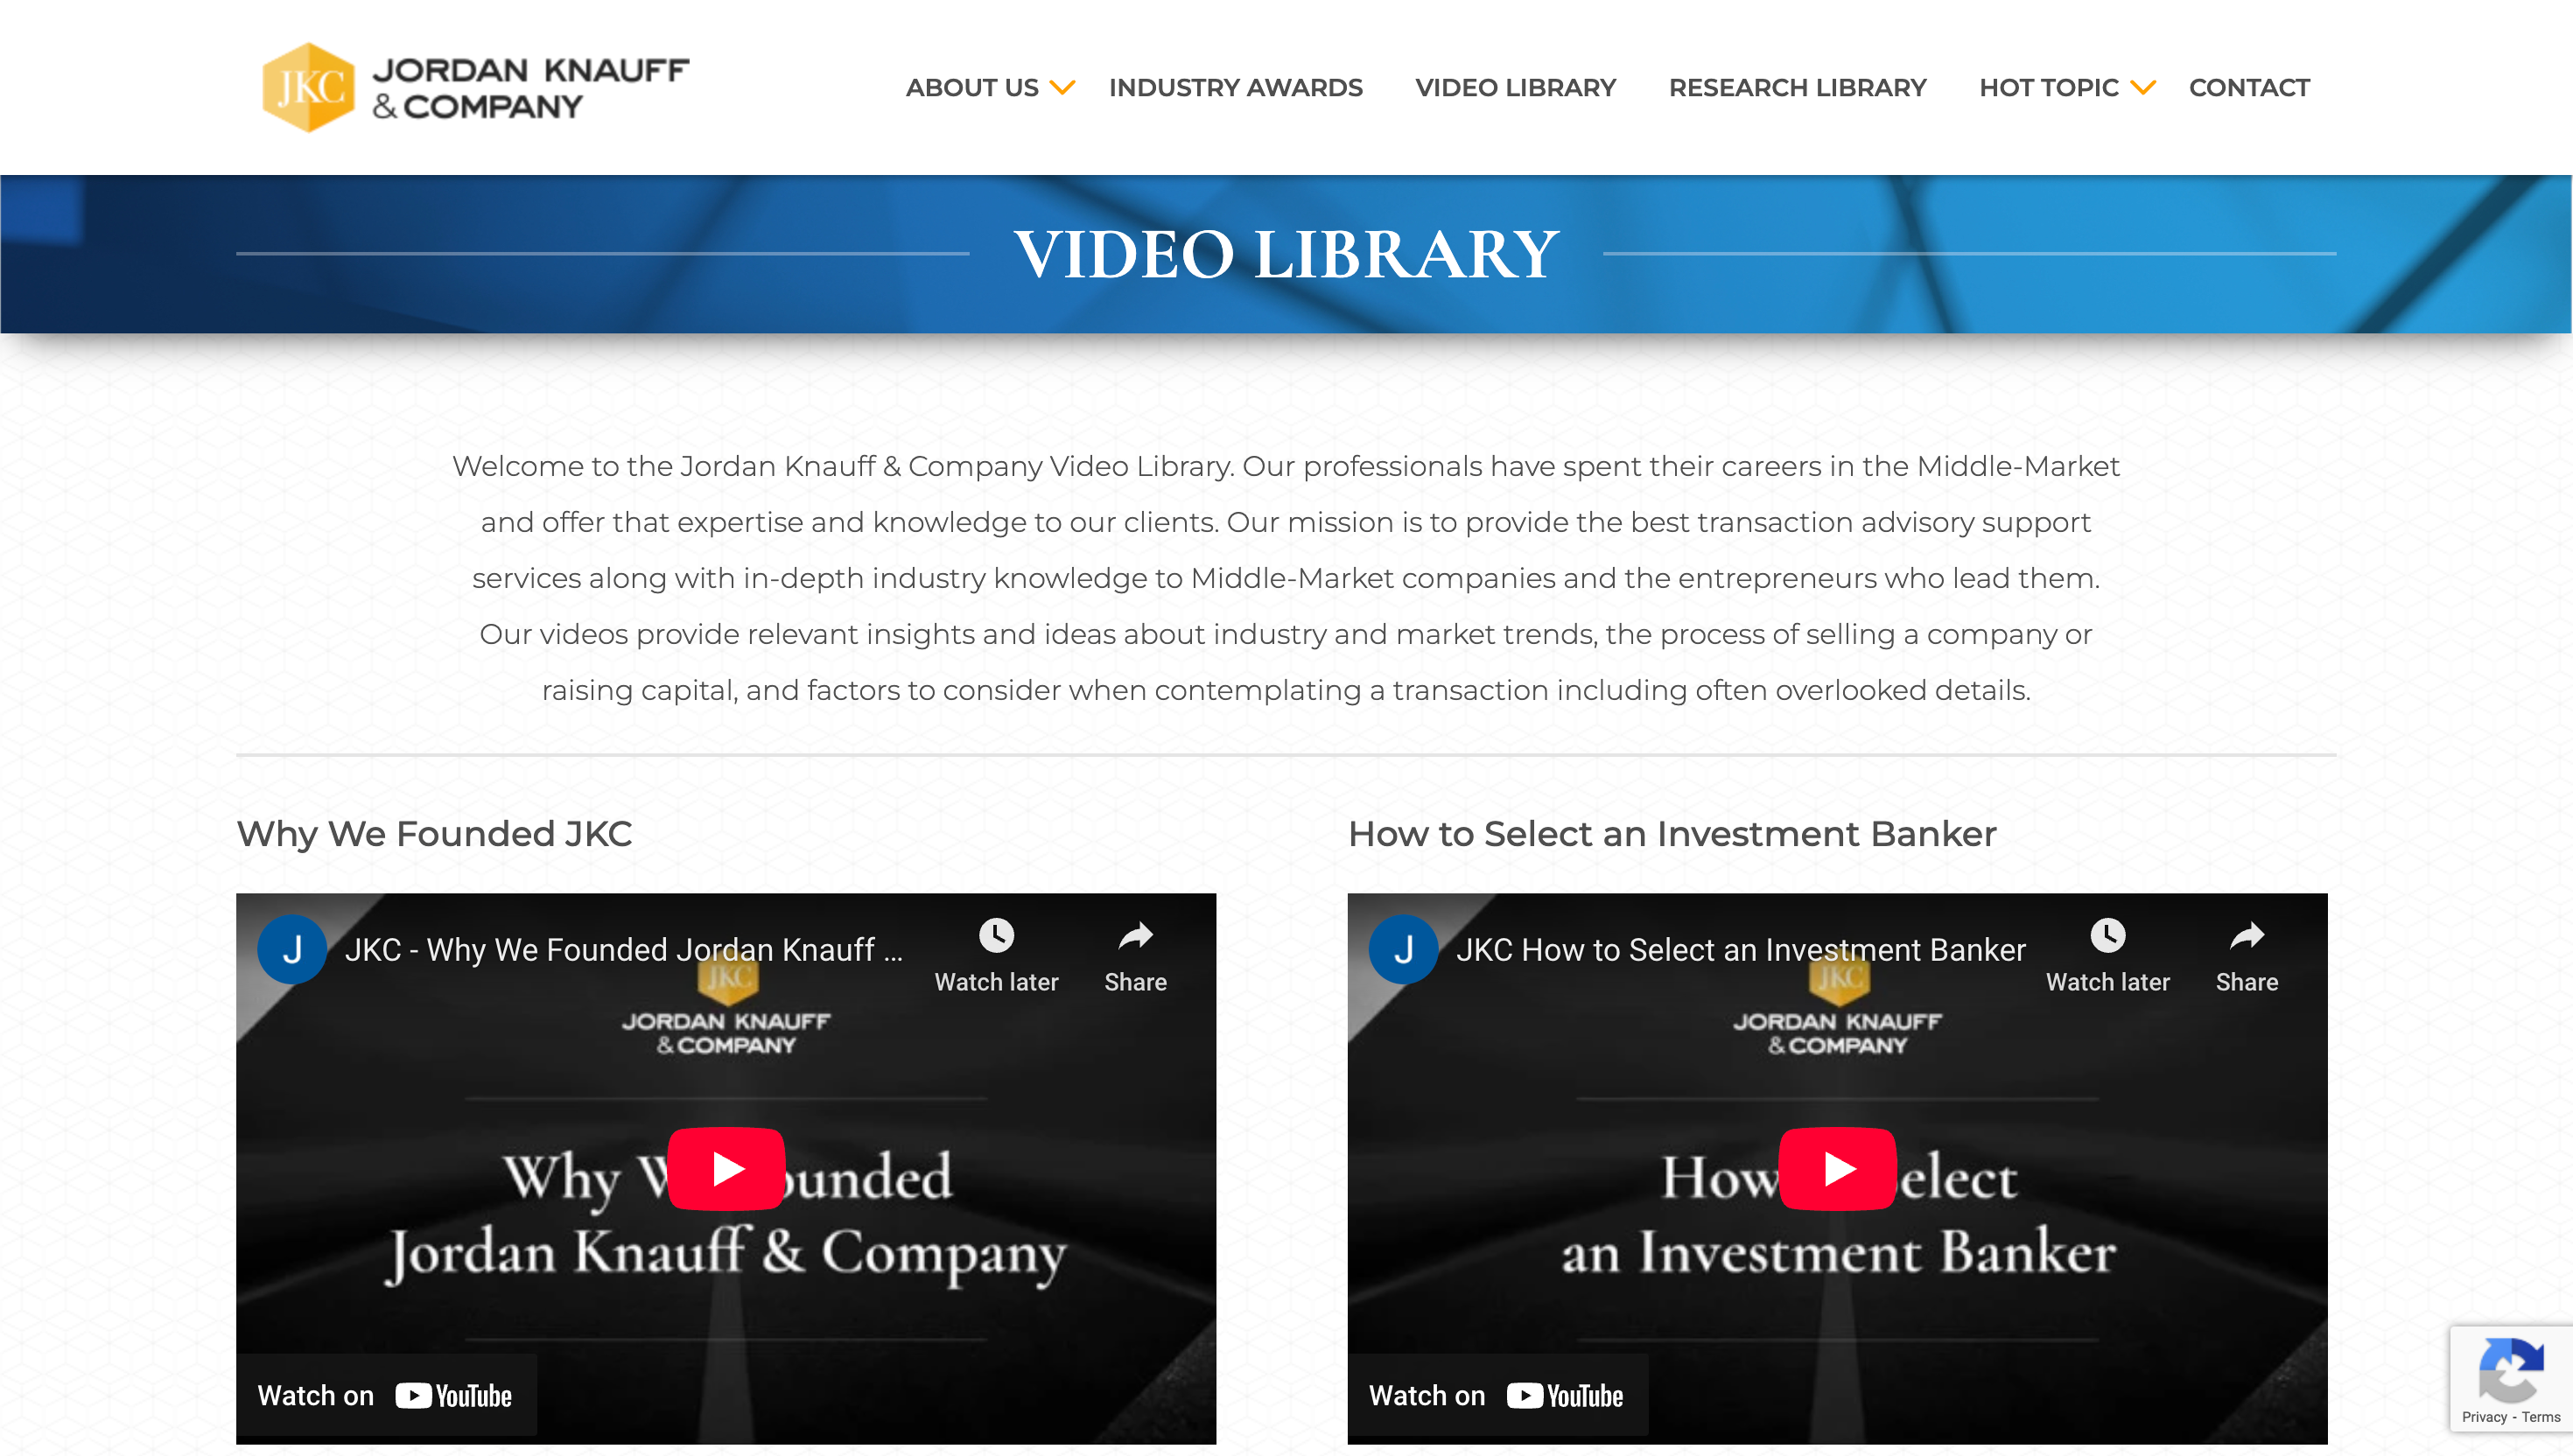 JKC
JORDAN KNAUFF
& COMPANY
ABOUT US
INDUSTRY AWARDS
VIDEO LIBRARY
RESEARCH LIBRARY
HOT TOPIC
CONTACT
VIDEO LIBRARY
Welcome to the Jordan Knauff & Company Video Library. Our professionals have spent their careers in the Middle-Market
and offer that expertise and knowledge to our clients. Our mission is to provide the best transaction advisory support
services along with in-depth industry knowledge to Middle-Market companies and the entrepreneurs who lead them.
Our videos provide relevant insights and ideas about industry and market trends, the process of selling a company or
raising capital, and factors to consider when contemplating a transaction including often overlooked details.
Why We Founded JKC
J
JKC - Why We Founded Jordan Knauff ...
Watch later
Share
JKC
JORDAN KNAUFF
& COMPANY
Why
Jordan Knauff & Company
Watch on YouTube
How to Select an Investment Banker
J
JKC How to Select an Investment Banker
Watch later
Share
JKC
JORDAN KNAUFF
& COMPANY
How
an Investment Banker
Watch on YouTube
Privacy - Terms